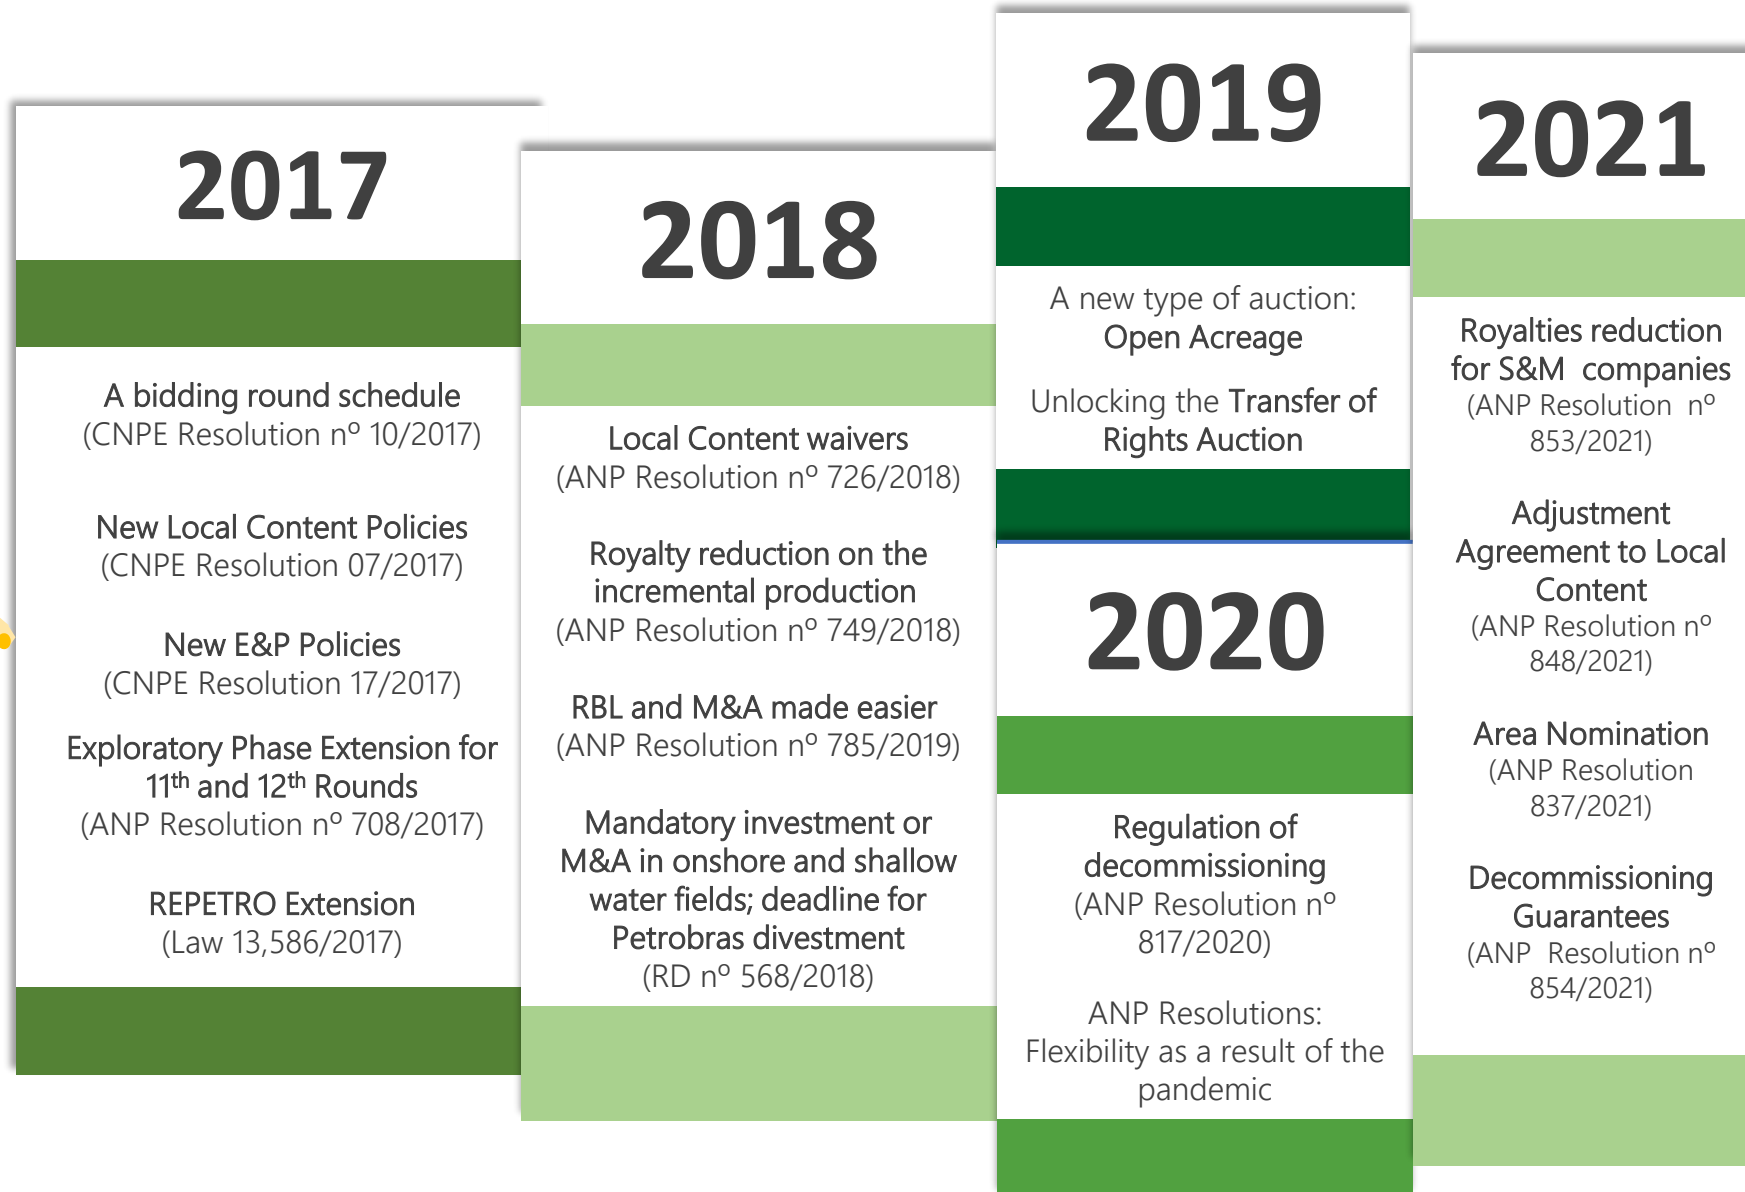 2017
A bidding round schedule
(CNPE Resolution nº 10/2017)
New Local Content Policies
(CNPE Resolution 07/2017)
New E&P Policies
(CNPE Resolution 17/2017)
Exploratory Phase Extension for
11th and 12th Rounds
(ANP Resolution nº 708/2017)
REPETRO Extension
(Law 13,586/2017)
2018
Local Content waivers
(ANP Resolution nº 726/2018)
Royalty reduction on the
incremental production
(ANP Resolution nº 749/2018)
RBL and M&A made easier
(ANP Resolution nº 785/2019)
Mandatory investment or
M&A in onshore and shallow
water fields; deadline for
Petrobras divestment
(RD nº 568/2018)
2019
A new type of auction:
Open Acreage
Unlocking the Transfer of
Rights Auction
2020
Regulation of
decommissioning
(ANP Resolution nº
817/2020)
ANP Resolutions:
Flexibility as a result of the
pandemic
2021
Royalties reduction
for S&M companies
(ANP Resolution nº
853/2021)
Adjustment
Agreement to Local
Content
(ANP Resolution nº
848/2021)
Area Nomination
(ANP Resolution
837/2021)
Decommissioning
Guarantees
(ANP Resolution nº
854/2021)